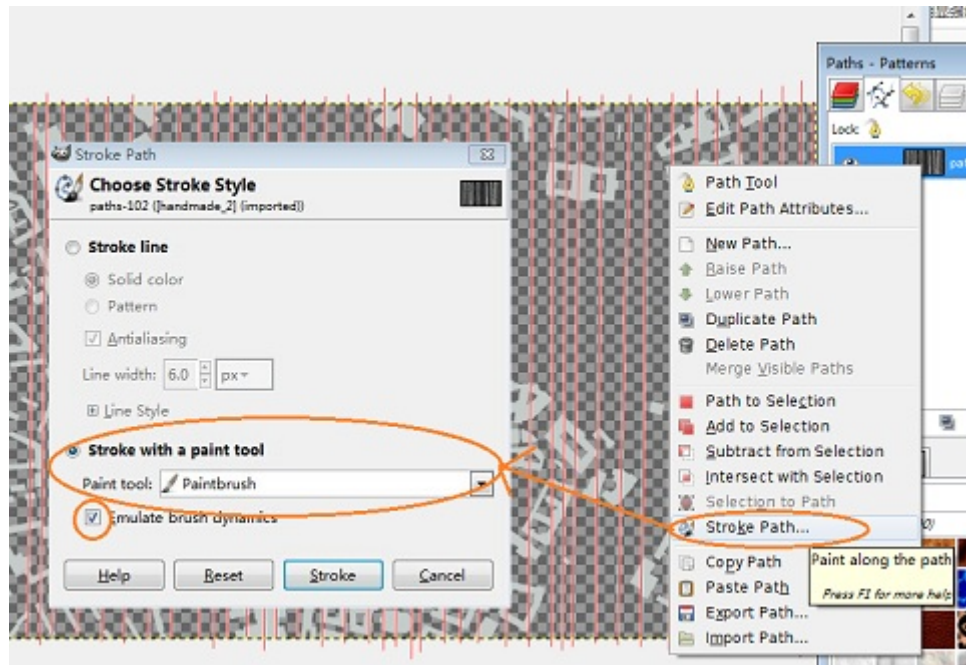 Paths - Patterns
Lock:
Stroke Path
Choose Stroke Style
paths-102 ([handmade_2] (imported))
Stroke line
Solid color
Pattern
Antialiasing
Line width: 6.0 px
Line Style
Stroke with a paint tool
Paint tool: Paintbrush
Emulate brush dynamics
Help Reset Stroke Cancel
Path Tool
Edit Path Attributes...
New Path...
Raise Path
Lower Path
Duplicate Path
Delete Path
Merge Visible Paths
Path to Selection
Add to Selection
Subtract from Selection
Intersect with Selection
Selection to Path
Stroke Path...
Copy Path
Paste Path
Export Path...
Import Path...
Paint along the path
Press F1 for more help